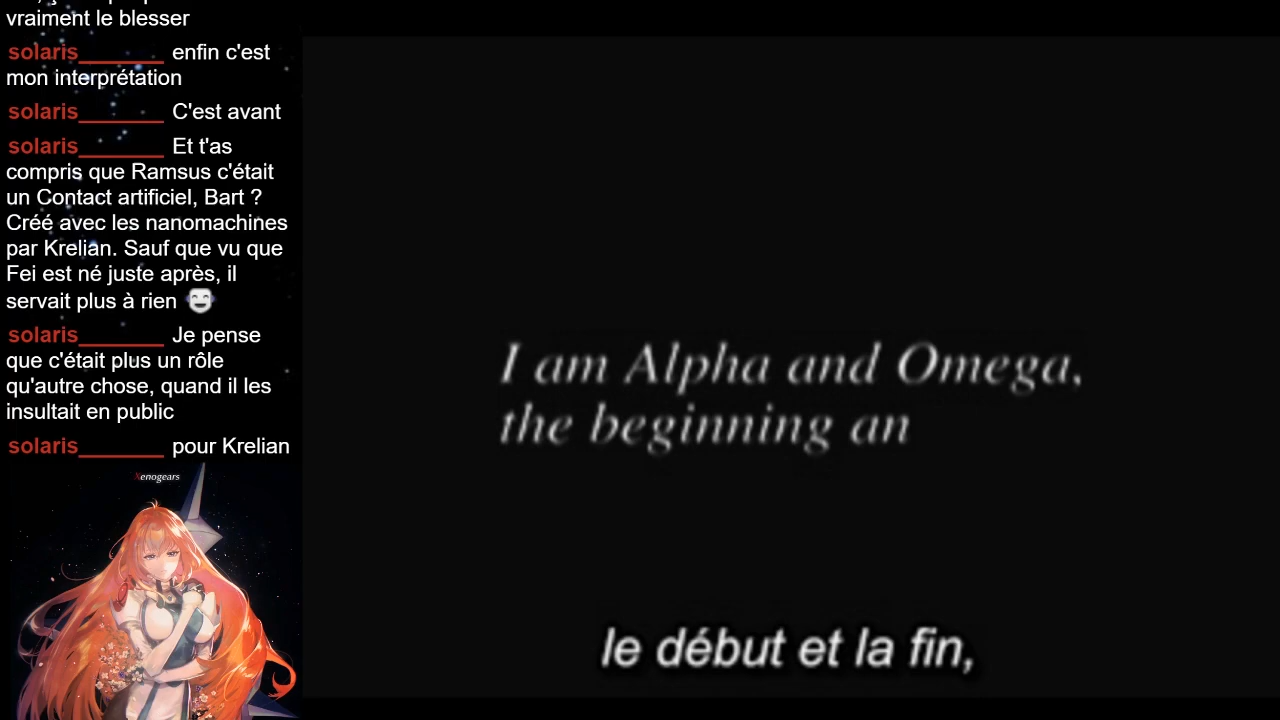 vraiment le blesser
solaris_______ enfin c'est
mon interprétation
solaris_______ C'est avant
solaris_______ Et t'as
compris que Ramsus c'était
un Contact artificiel, Bart ?
Créé avec les nanomachines
par Krelian. Sauf que vu que
Fei est né juste après, il
servait plus à rien
solaris_______ Je pense
que c'était plus un rôle
qu'autre chose, quand il les
insultait en public
solaris_______ pour Krelian
Xenogears
I am Alpha and Omega,
the beginning an
le début et la fin,